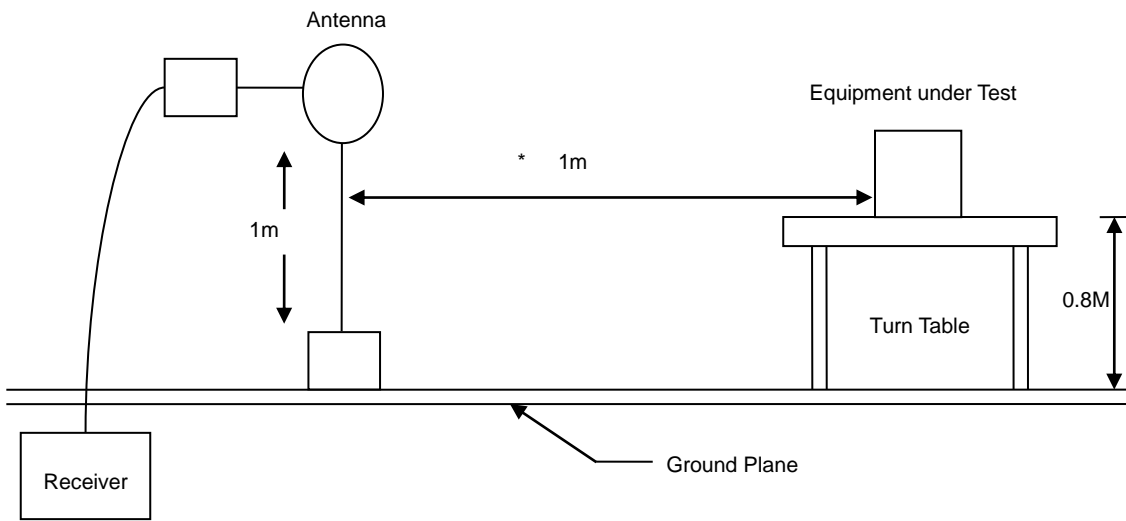 Antenna
Equipment under Test
* 1m
1m
0.8M
Turn Table
Ground Plane
Receiver